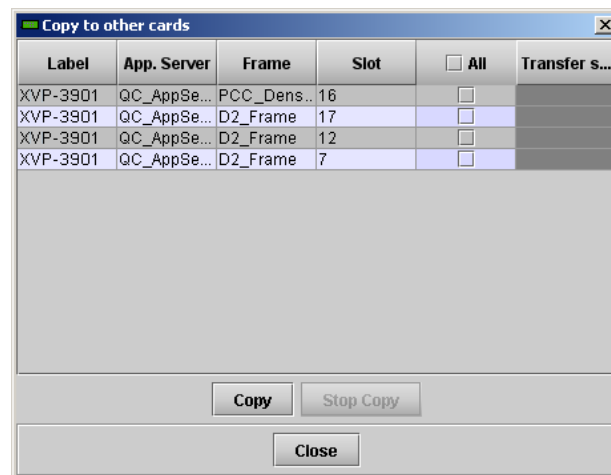 Copy to other cards
Label App. Server Frame Slot All Transfer s...
XVP-3901 QC_AppSe... PCC_Dens... 16
XVP-3901 QC_AppSe... D2_Frame 17
XVP-3901 QC_AppSe... D2_Frame 12
XVP-3901 QC_AppSe... D2_Frame 7
Copy Stop Copy
Close